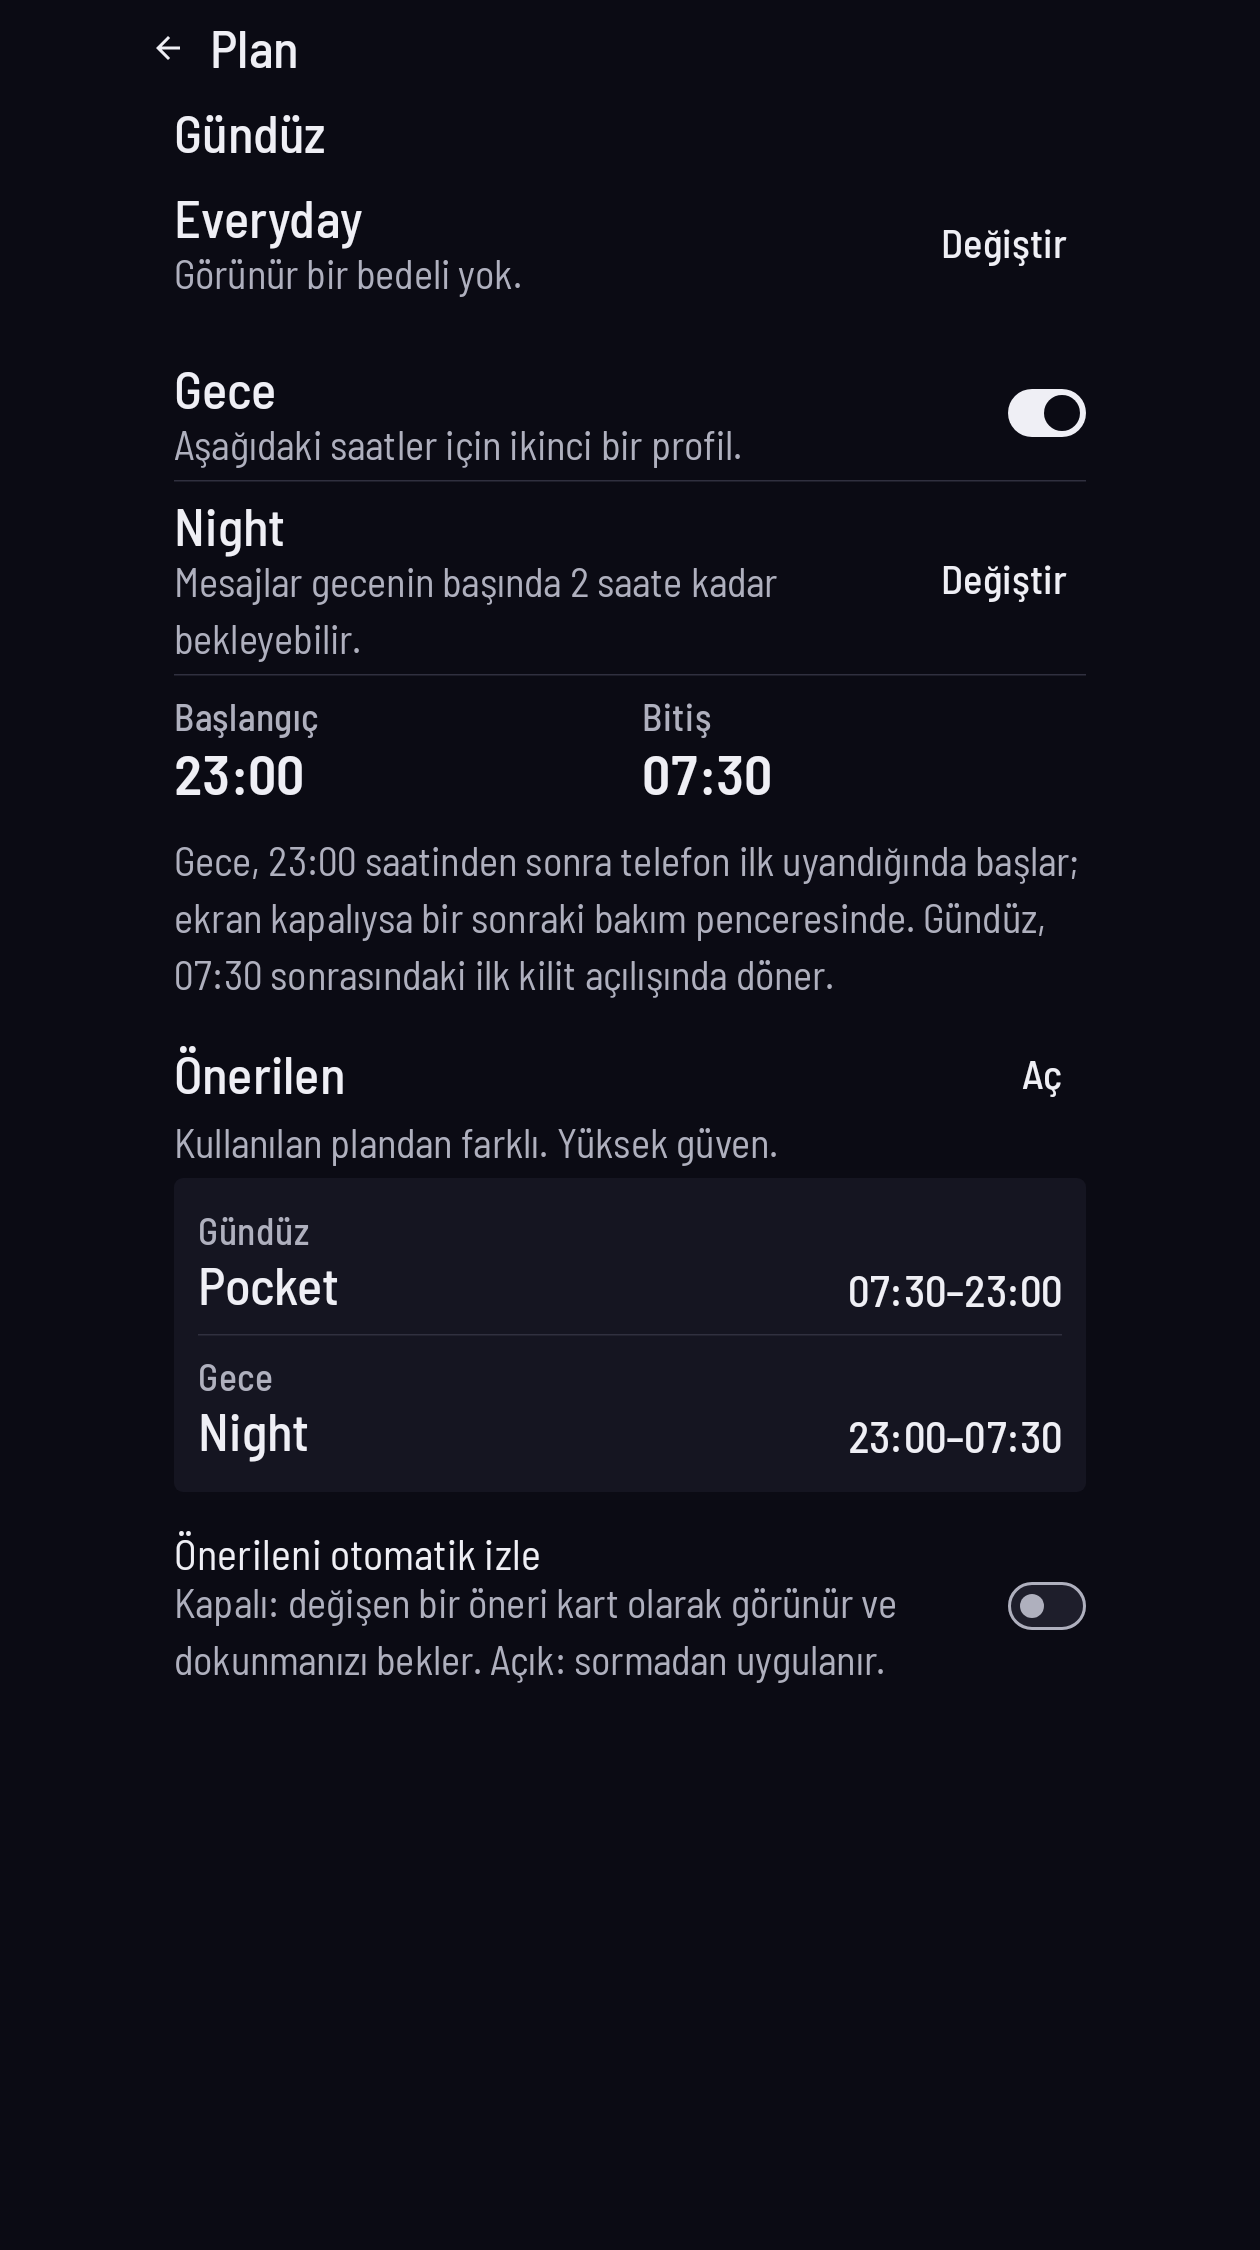 Plan
Gündüz
Everyday
Değiştir
Görünür bir bedeli yok.
Gece
Aşağıdaki saatler için ikinci bir profil.
Night
Mesajlar gecenin başında 2 saate kadar
bekleyebilir.
Değiştir
Başlangıç
Bitiş
23:00
07:30
Gece, 23:00 saatinden sonra telefon ilk uyandığında başlar;
ekran kapalıysa bir sonraki bakım penceresinde. Gündüz,
07:30 sonrasındaki ilk kilit açılışında döner.
Önerilen
Aç
Kullanılan plandan farklı. Yüksek güven.
Gündüz
Pocket
07:30–23:00
Gece
Night
23:00–07:30
Önerileni otomatik izle
Kapalı: değişen bir öneri kart olarak görünür ve
dokunmanızı bekler. Açık: sormadan uygulanır.